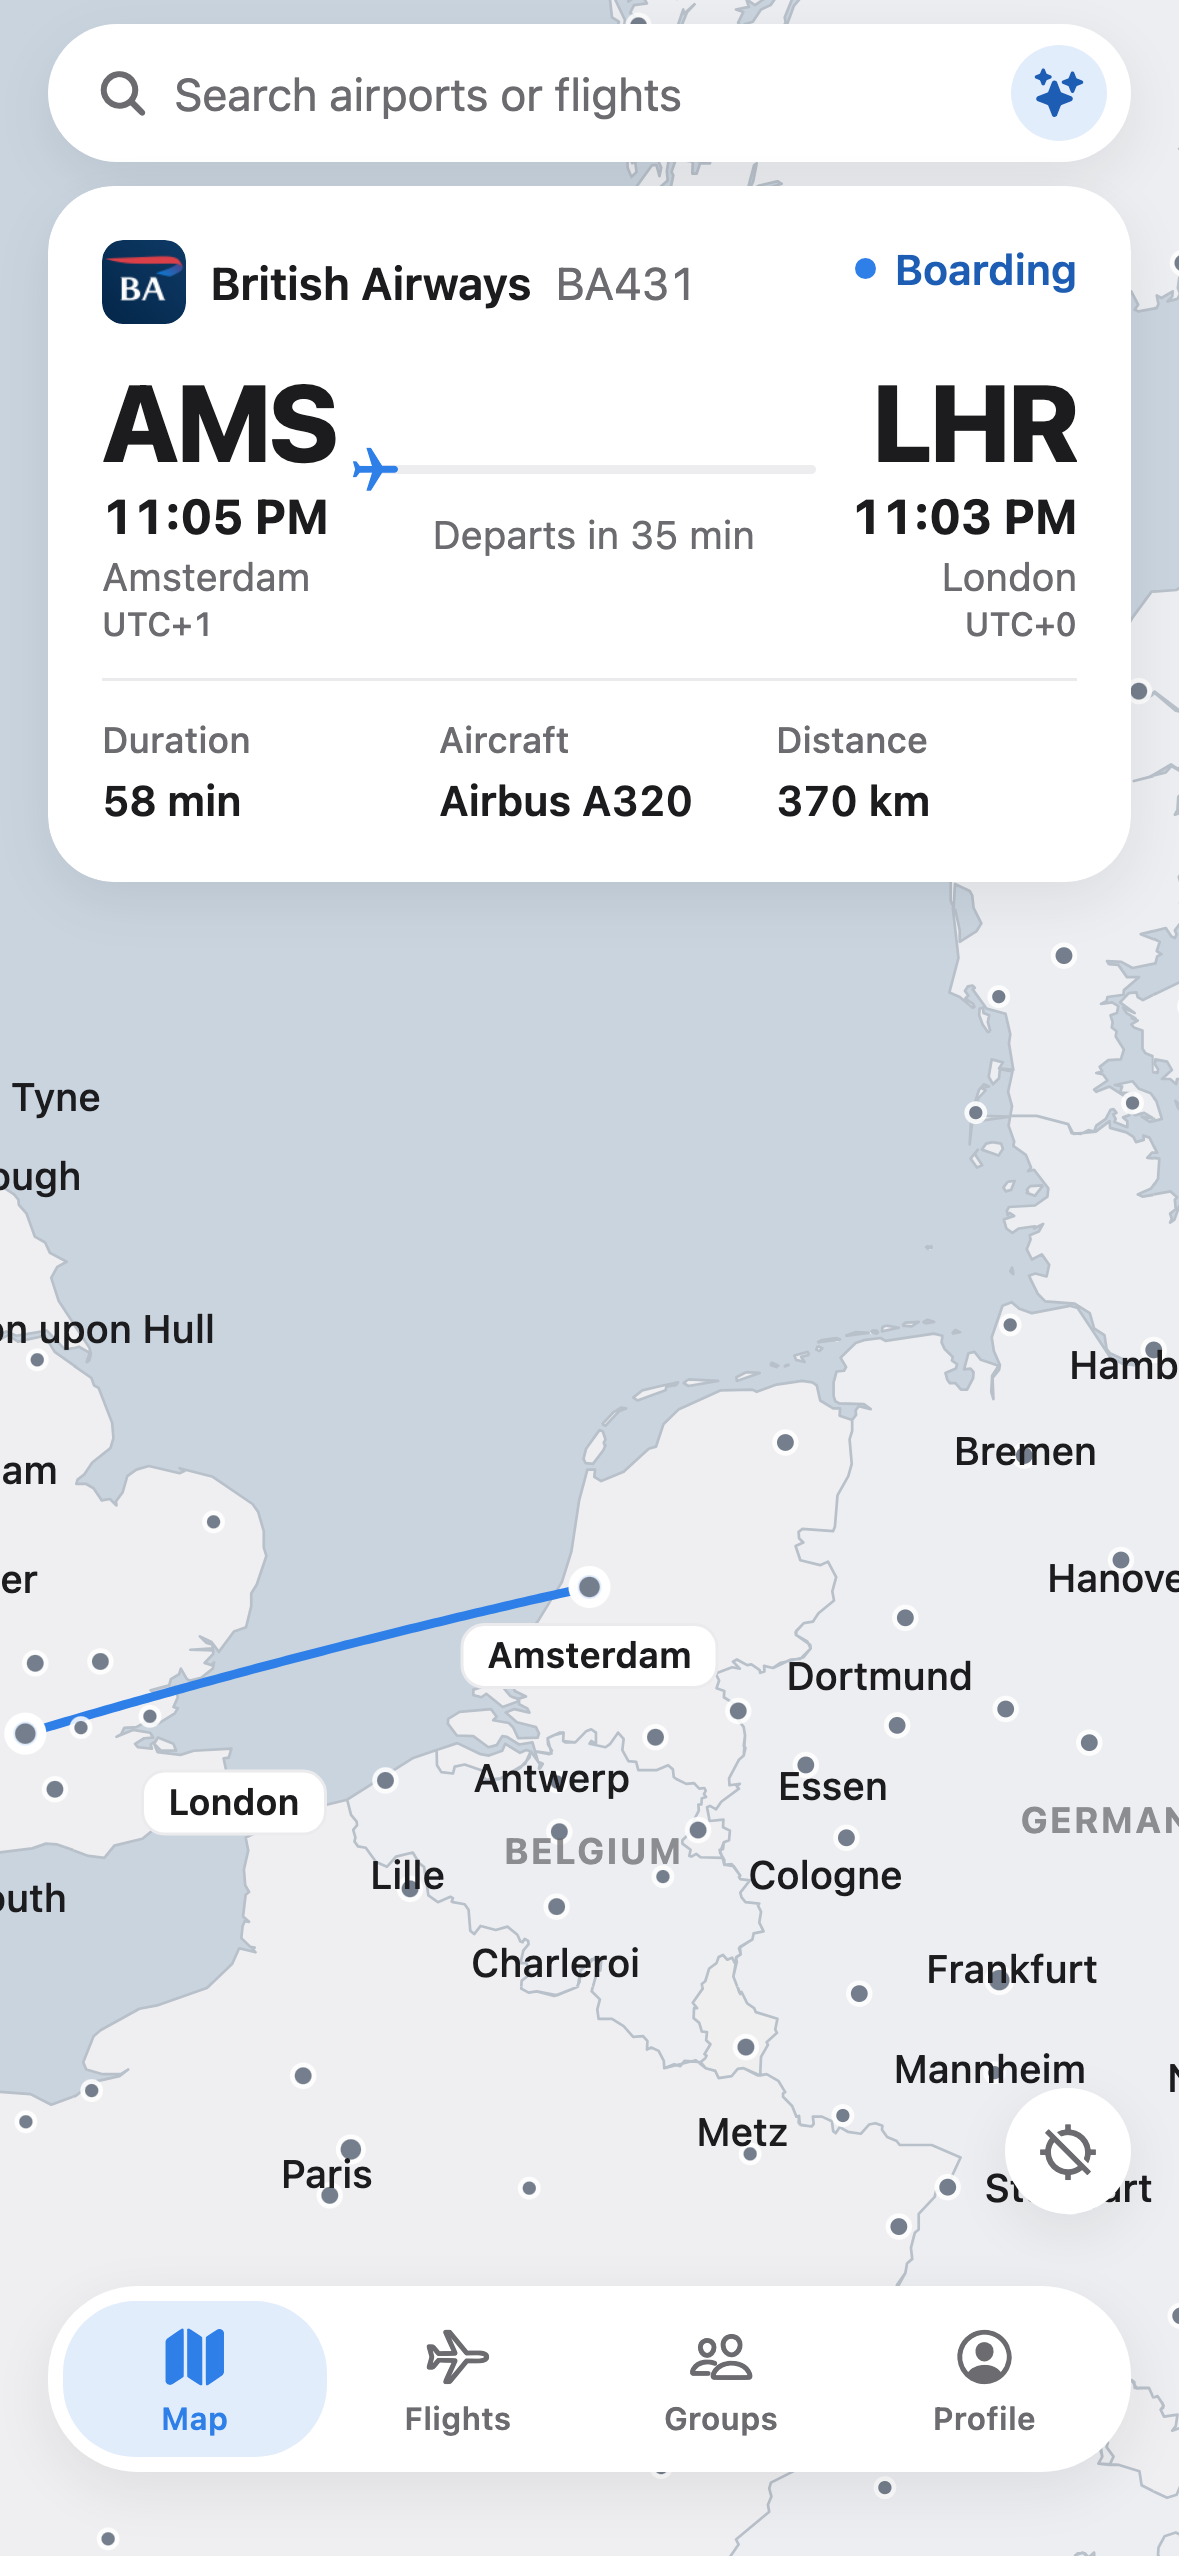 Search airports or flights
BA
British Airways BA431
Boarding
AMS
LHR
11:05 PM
Departs in 35 min
11:03 PM
Amsterdam
London
UTC+1
UTC+0
Duration
Aircraft
Distance
58 min
Airbus A320
370 km
Tyne
ough
on upon Hull
Hamb
Bremen
am
er
Hanove
Amsterdam
Dortmund
Antwerp
Essen
London
GERMAN
BELGIUM
Lille
Cologne
outh
Charleroi
Frankfurt
Mannheim
N
Metz
Paris
St
art
Map
Flights
Groups
Profile